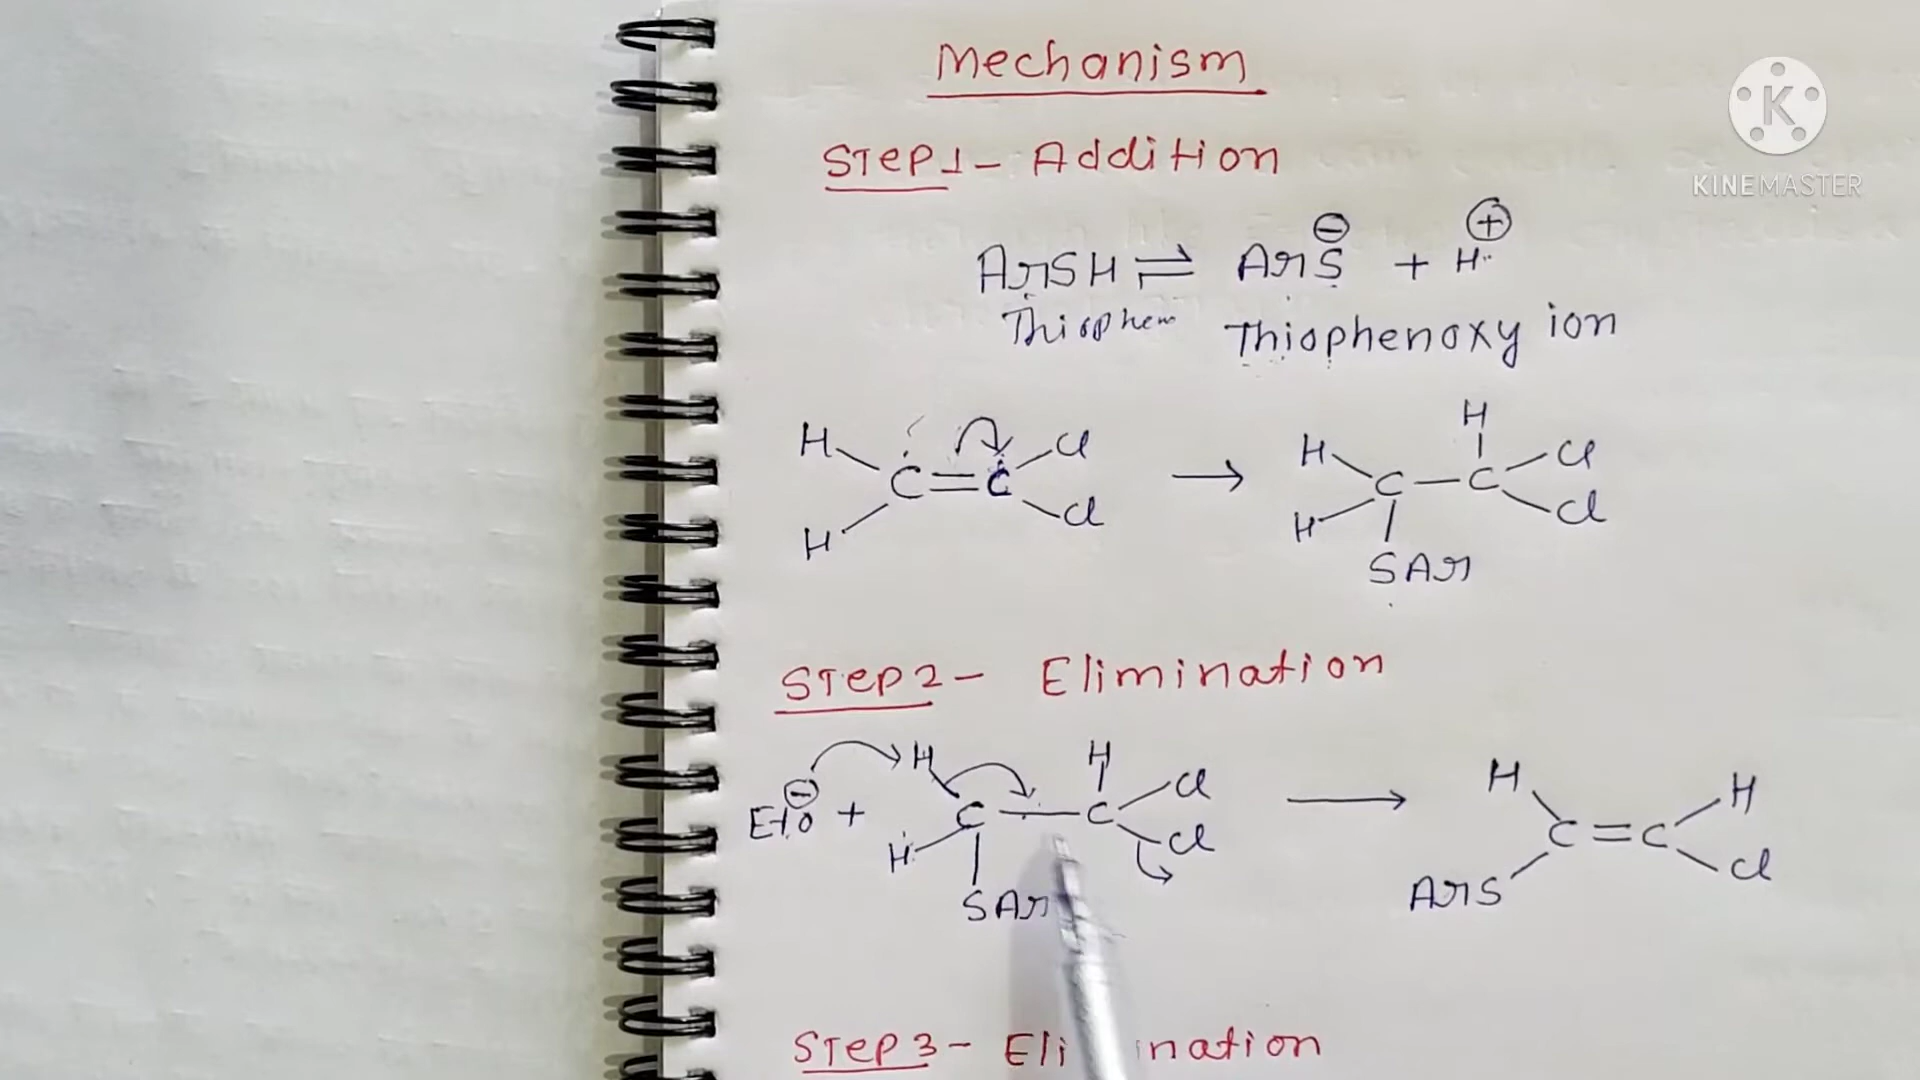 Mechanism
STEP1 - Addition
ArSH ⇌ ArS⊖ + H⊕
Thiophen Thiophenoxy ion
H Cl H Cl H
C=C → C-C
H Cl H Cl
SAr
STEP2 - Elimination
H H Cl H H
EtO⊖ + C-C → C=C
H Cl ArS Cl
SAr
STEP3 - Eli nation
K
KINEMASTER